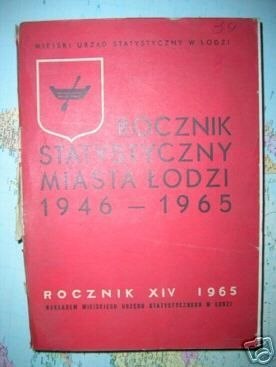 MIEJSKI URZĄD STATYSTYCZNY W ŁODZI
ROCZNIK
STATYSTYCZNY
MIASTA ŁODZI
1946 — 1965
ROCZNIK XIV 1965
NAKŁADEM MIEJSKIEGO URZĘDU STATYSTYCZNEGO W ŁODZI